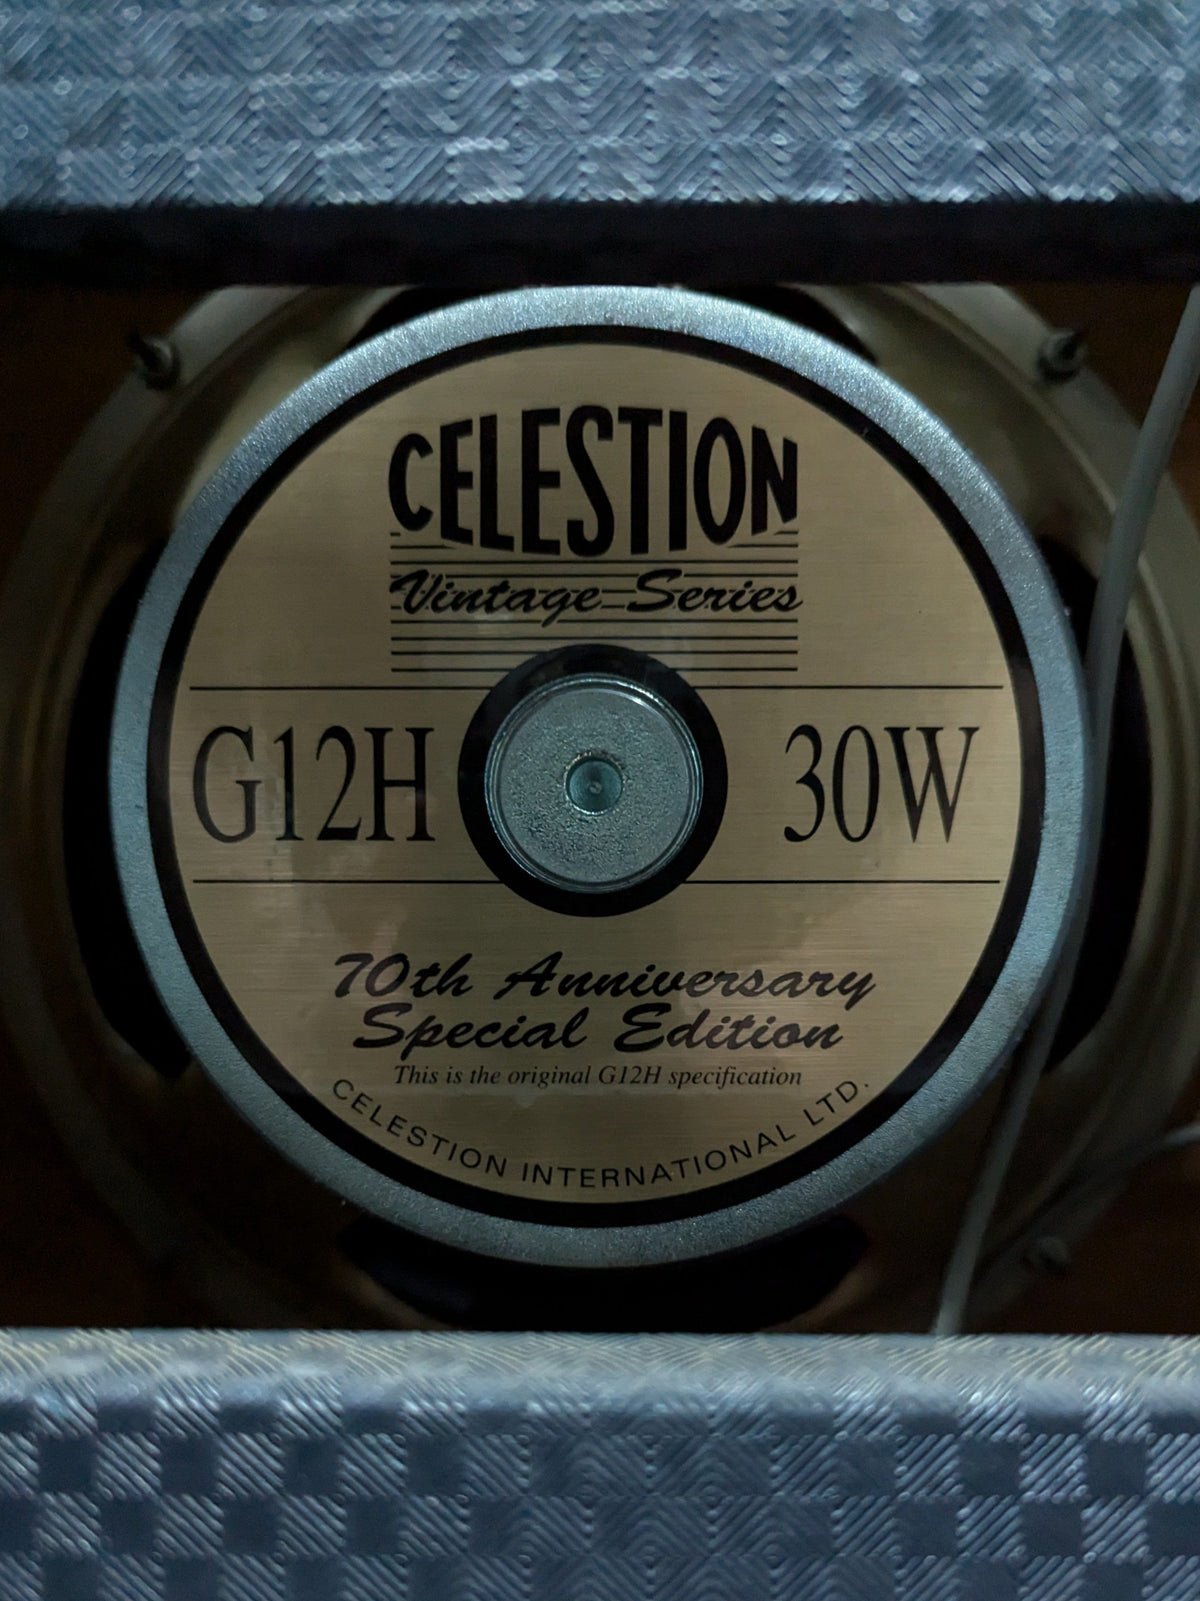 CELESTION
Vintage Series
G12H 30W
70th Anniversary
Special Edition
This is the original G12H specification
CELESTION INTERNATIONAL LTD.